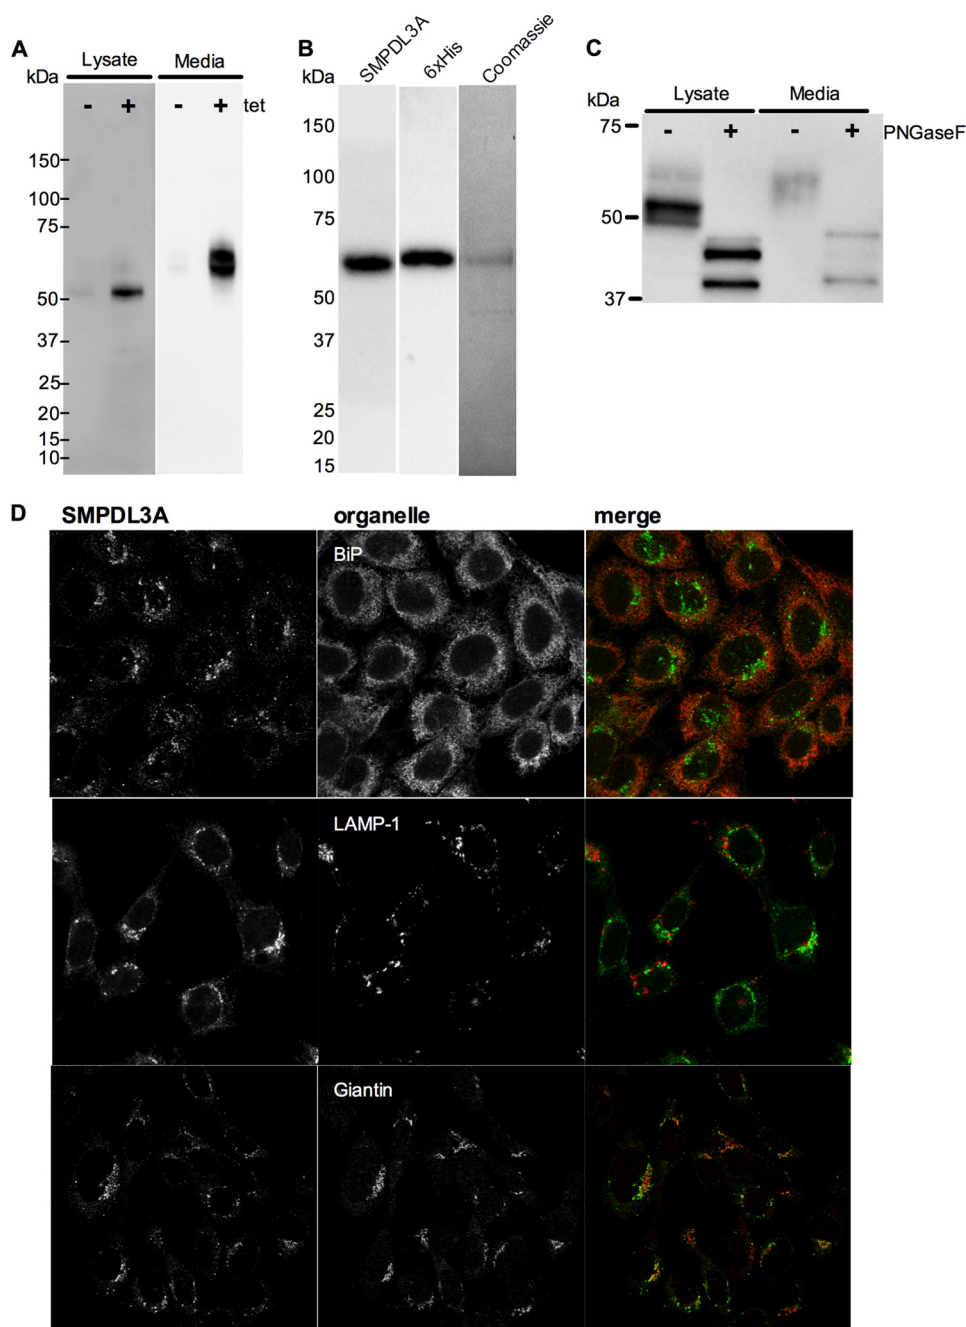 A
Lysate
Media
kDa
-
+
-
+
tet
150
100
75
50
37
25
20
15
10
B
SMPDL3A
6xHis
Coomassie
kDa
150
100
75
50
37
25
20
15
C
Lysate
Media
kDa
75
-
+
-
+
PNGaseF
50
37
D
SMPDL3A
organelle
merge
BiP
LAMP-1
Giantin